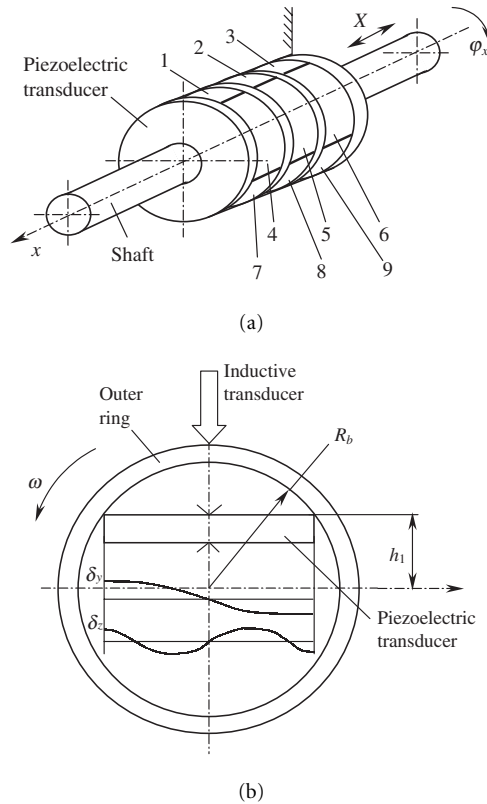 3
X
2
1
Piezoelectric
transducer
φx
x
Shaft
4
5
6
7
8
9
(a)
Inductive
transducer
Outer
ring
Rb
ω
h1
δy
δz
Piezoelectric
transducer
(b)